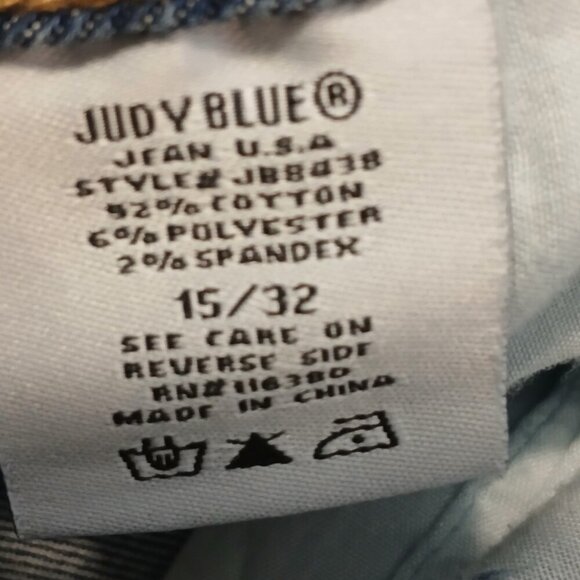 JUDY BLUE®
JEAN U.S.A
STYLE# JB8438
92% COTTON
6% POLYESTER
2% SPANDEX
15/32
SEE CARE ON
REVERSE SIDE
RN# 116380
MADE IN CHINA